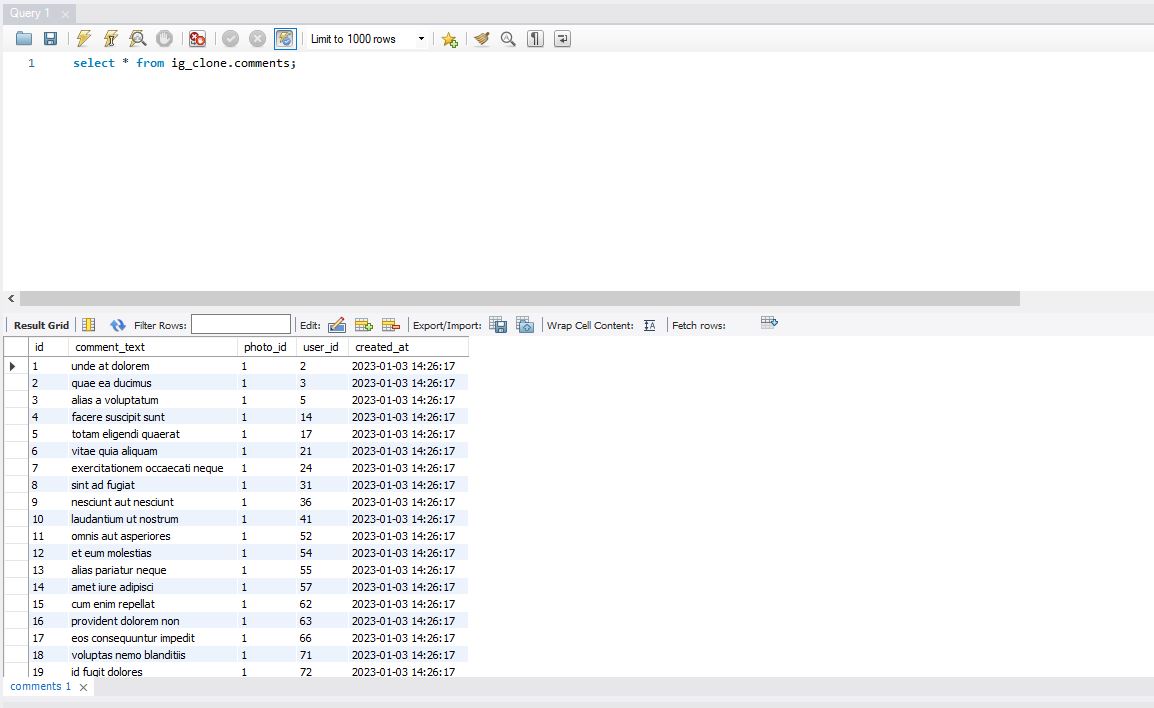 Query 1
Limit to 1000 rows
1 select * from ig_clone.comments;
Result Grid Filter Rows: Edit: Export/Import: Wrap Cell Content: Fetch rows:
id comment_text photo_id user_id created_at
1 unde at dolorem 1 2 2023-01-03 14:26:17
2 quae ea ducimus 1 3 2023-01-03 14:26:17
3 alias a voluptatum 1 5 2023-01-03 14:26:17
4 facere suscipit sunt 1 14 2023-01-03 14:26:17
5 totam eligendi quaerat 1 17 2023-01-03 14:26:17
6 vitae quia aliquam 1 21 2023-01-03 14:26:17
7 exercitationem occaecati neque 1 24 2023-01-03 14:26:17
8 sint ad fugiat 1 31 2023-01-03 14:26:17
9 nesciunt aut nesciunt 1 36 2023-01-03 14:26:17
10 laudantium ut nostrum 1 41 2023-01-03 14:26:17
11 omnis aut asperiores 1 52 2023-01-03 14:26:17
12 et eum molestias 1 54 2023-01-03 14:26:17
13 alias pariatur neque 1 55 2023-01-03 14:26:17
14 amet iure adipisci 1 57 2023-01-03 14:26:17
15 cum enim repellat 1 62 2023-01-03 14:26:17
16 provident dolorem non 1 63 2023-01-03 14:26:17
17 eos consequuntur impedit 1 66 2023-01-03 14:26:17
18 voluptas nemo blanditiis 1 71 2023-01-03 14:26:17
19 id fugit dolores 1 72 2023-01-03 14:26:17
comments 1